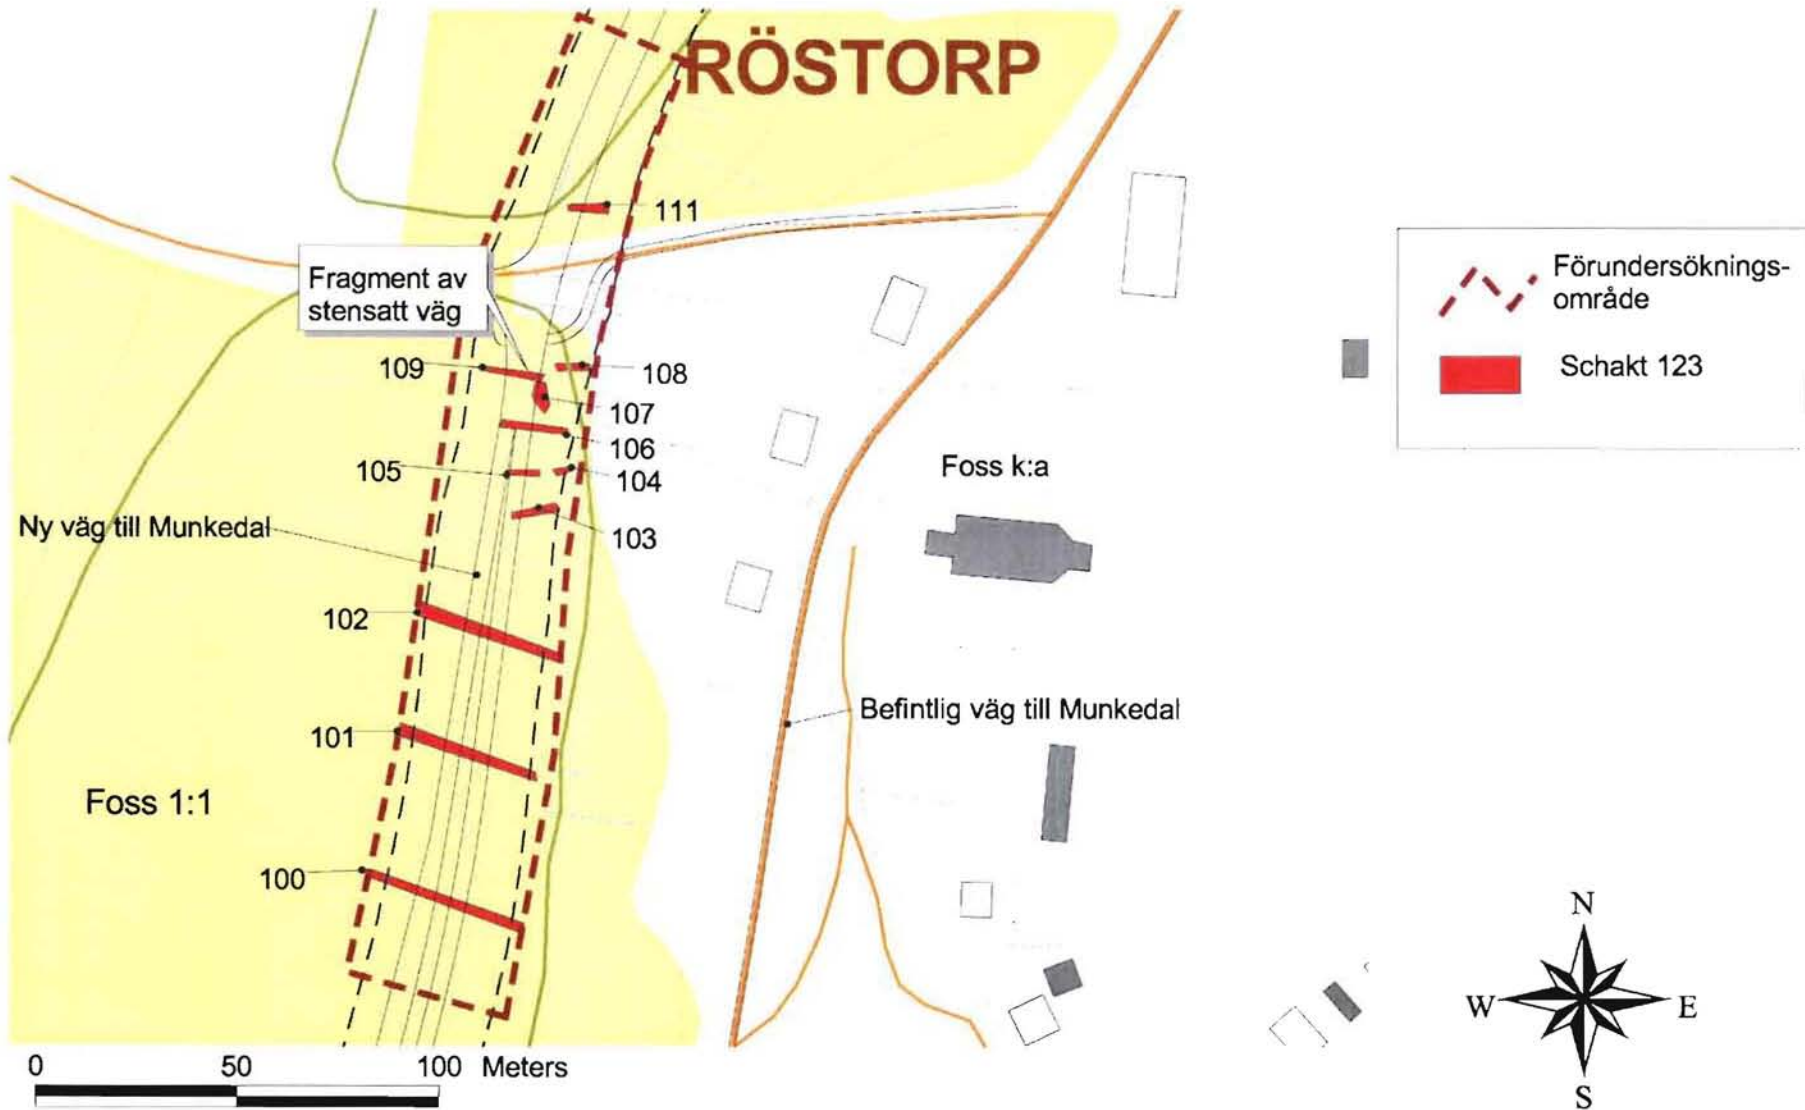 RÖSTORP
111
Fragment av
stensatt väg
Förundersöknings-
område
Schakt 123
109
108
107
106
105
104
103
Foss k:a
Ny väg till Munkedal
102
101
Befintlig väg till Munkedal
Foss 1:1
100
N
W
E
S
0
50
100 Meters